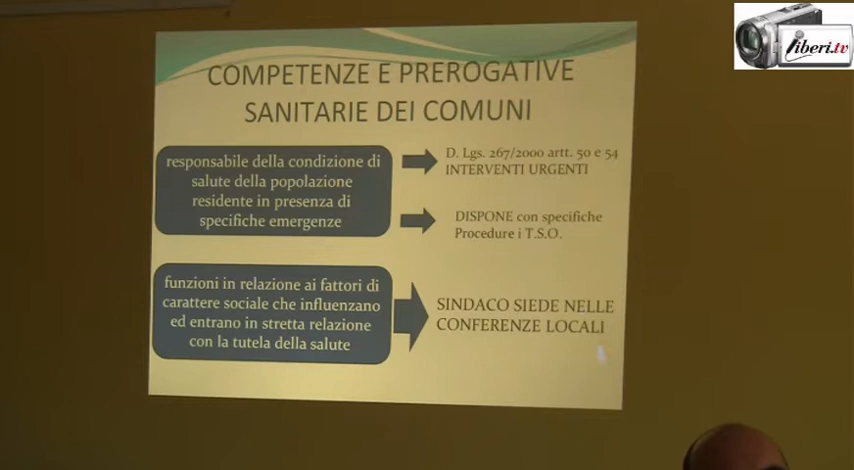 COMPETENZE E PREROGATIVE
SANITARIE DEI COMUNI
responsabile della condizione di
salute della popolazione
residente in presenza di
specifiche emergenze
D. Lgs. 267/2000 artt. 50 e 54
INTERVENTI URGENTI
DISPONE con specifiche
Procedure i T.S.O.
funzioni in relazione ai fattori di
carattere sociale che influenzano
ed entrano in stretta relazione
con la tutela della salute
SINDACO SIEDE NELLE
CONFERENZE LOCALI
liberi.tv